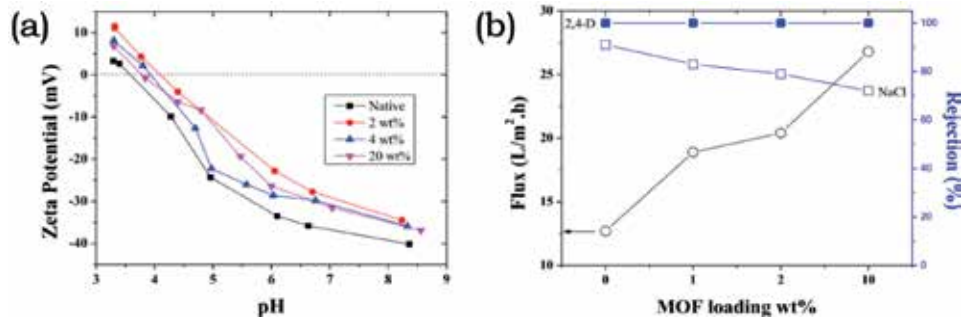 (a)
Zeta Potential (mV)
10
0
-10
-20
-30
-40
3
4
5
6
7
8
9
pH
Native
2 wt%
4 wt%
20 wt%
(b)
Flux (L/m².h)
30
25
20
15
10
2,4-D
NaCl
0
1
2
10
MOF loading wt%
100
80
60
40
20
0
Rejection (%)